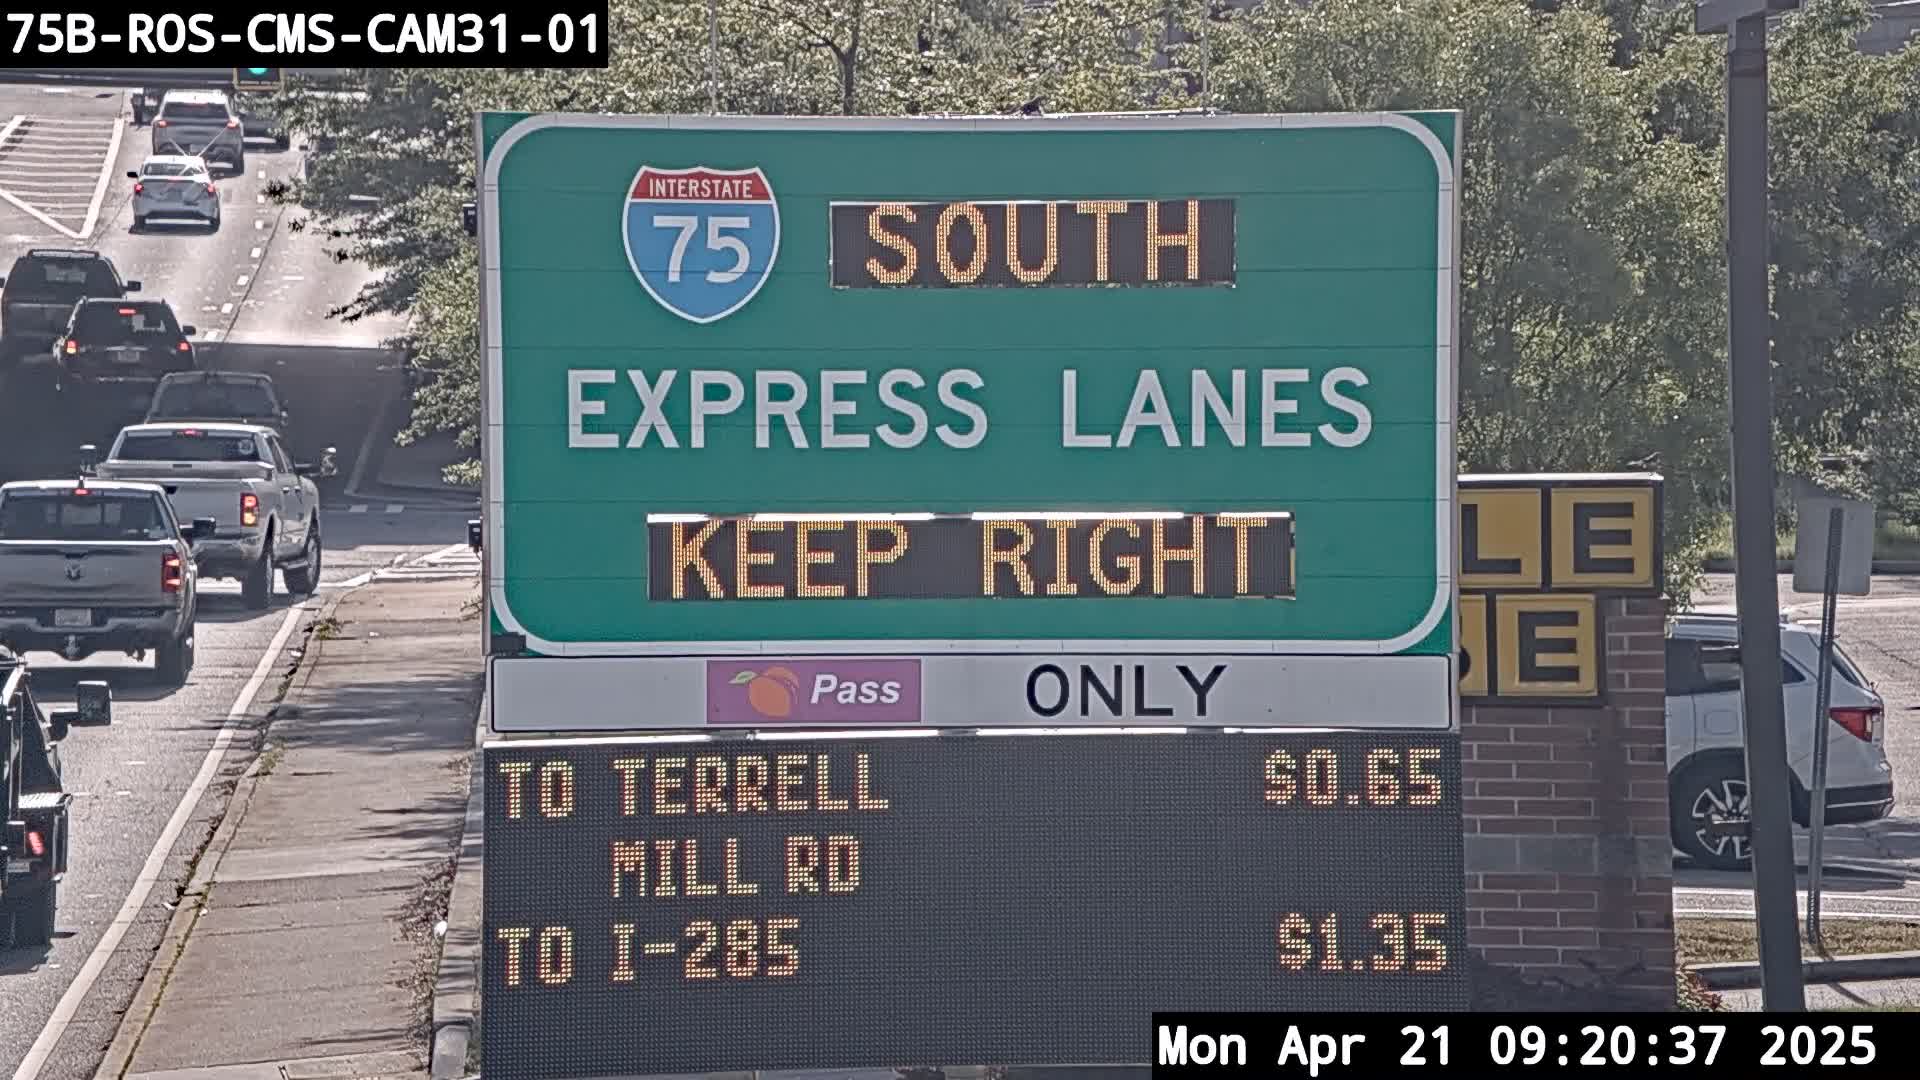 75B-ROS-CMS-CAM31-01
INTERSTATE
75
SOUTH
EXPRESS LANES
KEEP RIGHT
Pass ONLY
TO TERRELL $0.65
MILL RD
TO I-285 $1.35
LE
E
Mon Apr 21 09:20:37 2025